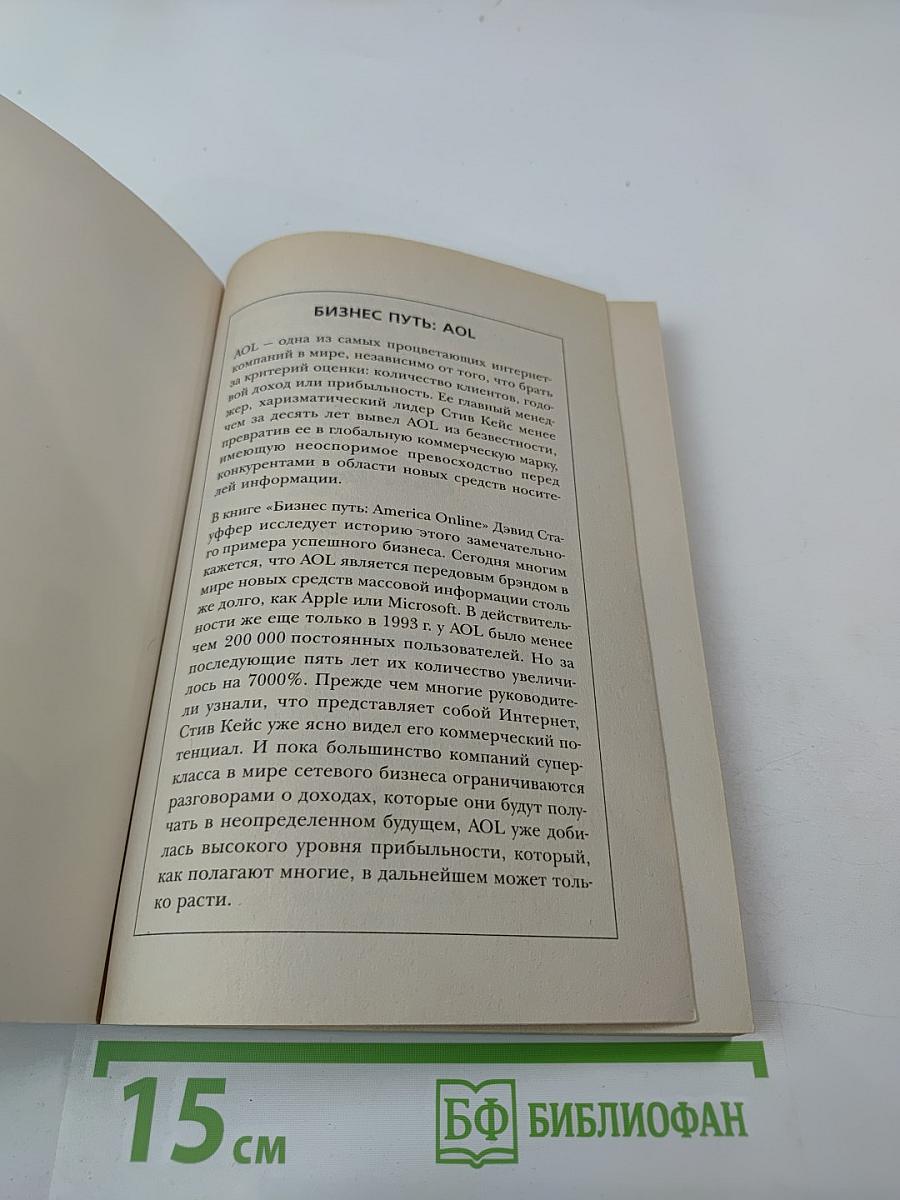 БИЗНЕС ПУТЬ: AOL
AOL — одна из самых процветающих интернет-
компаний в мире, независимо от того, что брать
за критерий оценки: количество клиентов, годо-
вой доход или прибыльность. Ее главный менед-
жер, харизматический лидер Стив Кейс менее
чем за десять лет вывел AOL из безвестности,
превратив ее в глобальную коммерческую марку,
имеющую неоспоримое превосходство перед
конкурентами в области новых средств носите-
лей информации.
В книге «Бизнес путь: America Online» Дэвид Ста-
уффер исследует историю этого замечательно-
го примера успешного бизнеса. Сегодня многим
кажется, что AOL является передовым брэндом в
мире новых средств массовой информации столь
же долго, как Apple или Microsoft. В действитель-
ности же еще только в 1993 г. у AOL было менее
чем 200 000 постоянных пользователей. Но за
последующие пять лет их количество увеличи-
лось на 7000%. Прежде чем многие руководите-
ли узнали, что представляет собой Интернет,
Стив Кейс уже ясно видел его коммерческий по-
тенциал. И пока большинство компаний супер-
класса в мире сетевого бизнеса ограничиваются
разговорами о доходах, которые они будут полу-
чать в неопределенном будущем, AOL уже доби-
лась высокого уровня прибыльности, который,
как полагают многие, в дальнейшем может толь-
ко расти.
15 см
БФ БИБЛИОФАН